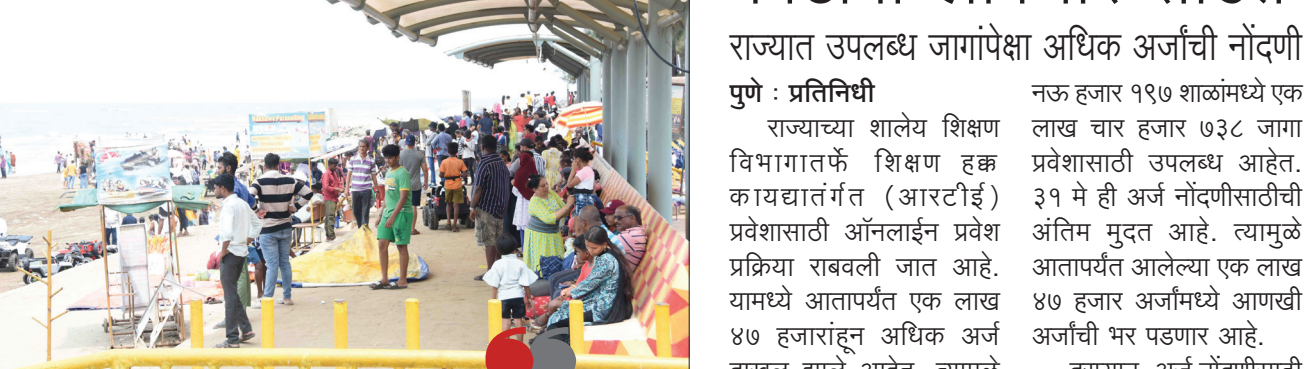 राज्यात उपलब्ध जागांपेक्षा अधिक अर्जांची नोंदणी
पुणे : प्रतिनिधी
राज्याच्या शालेय शिक्षण
विभागातर्फे शिक्षण हक्क
कायद्यातंर्गत (आरटीई)
प्रवेशासाठी ऑनलाईन प्रवेश
प्रक्रिया राबवली जात आहे.
यामध्ये आतापर्यंत एक लाख
४७ हजारांहून अधिक अर्ज
नऊ हजार १९७ शाळांमध्ये एक
लाख चार हजार ७३८ जागा
प्रवेशासाठी उपलब्ध आहेत.
३१ मे ही अर्ज नोंदणीसाठीची
अंतिम मुदत आहे. त्यामुळे
आतापर्यंत आलेल्या एक लाख
४७ हजार अर्जांमध्ये आणखी
अर्जांची भर पडणार आहे.